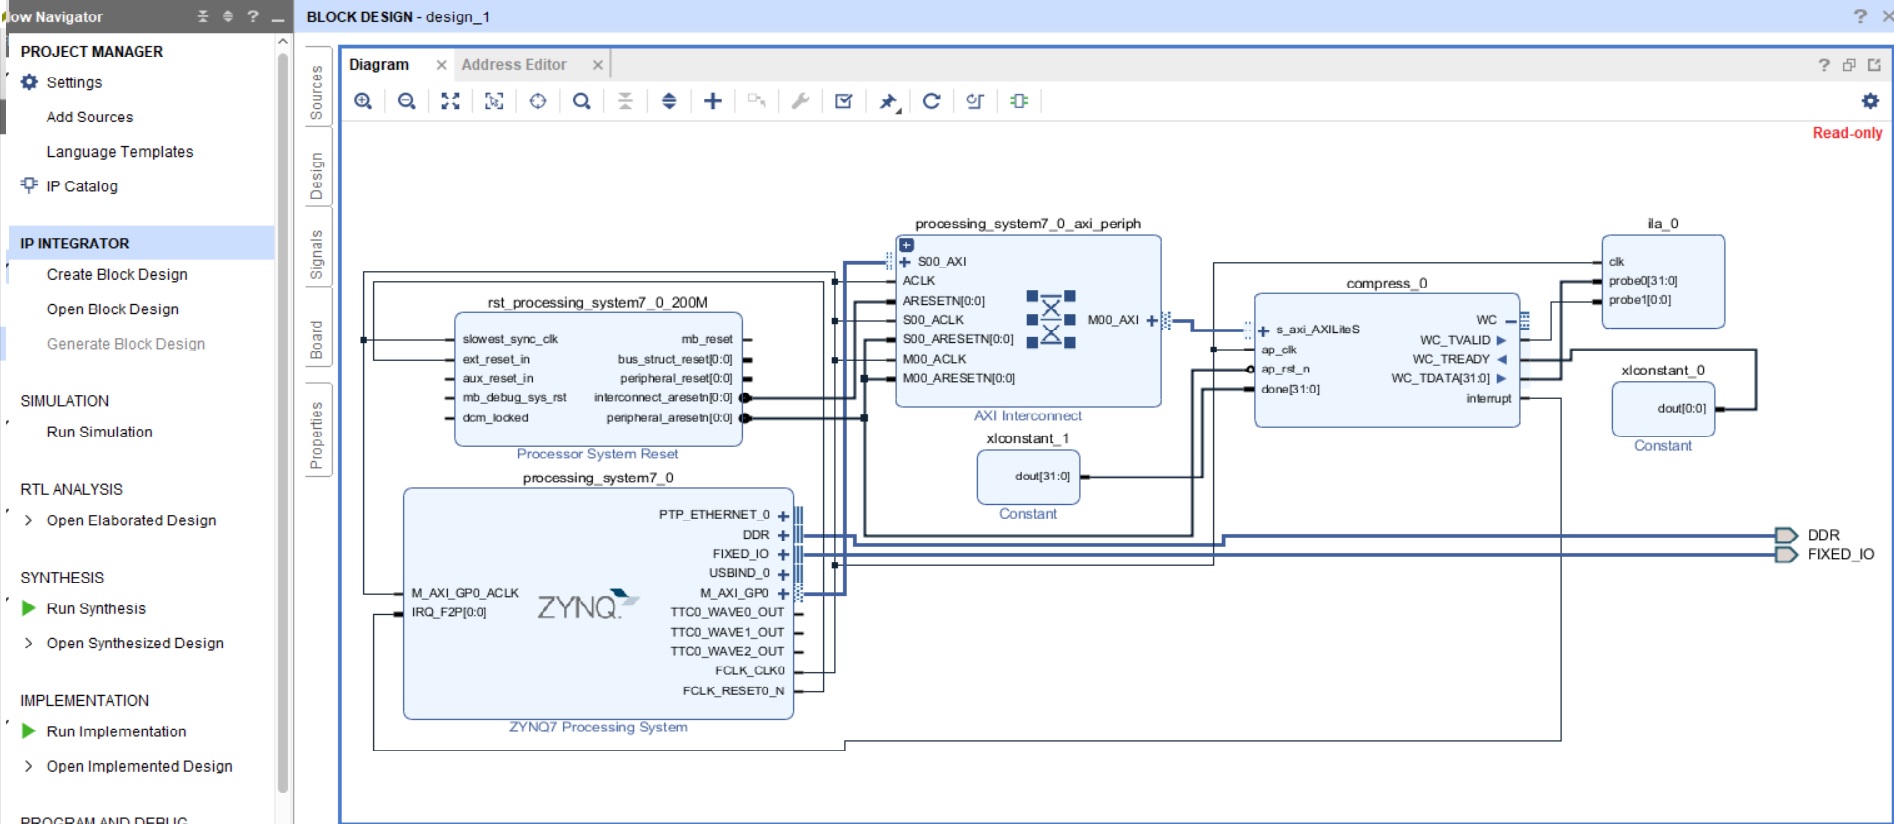 low Navigator
PROJECT MANAGER
Settings
Add Sources
Language Templates
IP Catalog
IP INTEGRATOR
Create Block Design
Open Block Design
Generate Block Design
SIMULATION
Run Simulation
RTL ANALYSIS
Open Elaborated Design
SYNTHESIS
Run Synthesis
Open Synthesized Design
IMPLEMENTATION
Run Implementation
Open Implemented Design
PROGRAM AND DEBUG
BLOCK DESIGN - design_1
Sources
Design
Signals
Board
Properties
Diagram
Address Editor
Read-only
rst_processing_system7_0_200M
slowest_sync_clk
ext_reset_in
aux_reset_in
mb_debug_sys_rst
dcm_locked
mb_reset
bus_struct_reset[0:0]
peripheral_reset[0:0]
interconnect_aresetn[0:0]
peripheral_aresetn[0:0]
Processor System Reset
processing_system7_0
M_AXI_GP0_ACLK
IRQ_F2P[0:0]
ZYNQ
PTP_ETHERNET_0
DDR
FIXED_IO
USBIND_0
M_AXI_GP0
TTC0_WAVE0_OUT
TTC0_WAVE1_OUT
TTC0_WAVE2_OUT
FCLK_CLK0
FCLK_RESET0_N
ZYNQ7 Processing System
processing_system7_0_axi_periph
S00_AXI
ACLK
ARESETN[0:0]
S00_ACLK
S00_ARESETN[0:0]
M00_ACLK
M00_ARESETN[0:0]
M00_AXI
AXI Interconnect
xlconstant_1
dout[31:0]
Constant
compress_0
s_axi_AXILiteS
ap_clk
ap_rst_n
done[31:0]
WC
WC_TVALID
WC_TREADY
WC_TDATA[31:0]
interrupt
ila_0
clk
probe0[31:0]
probe1[0:0]
xlconstant_0
dout[0:0]
Constant
DDR
FIXED_IO